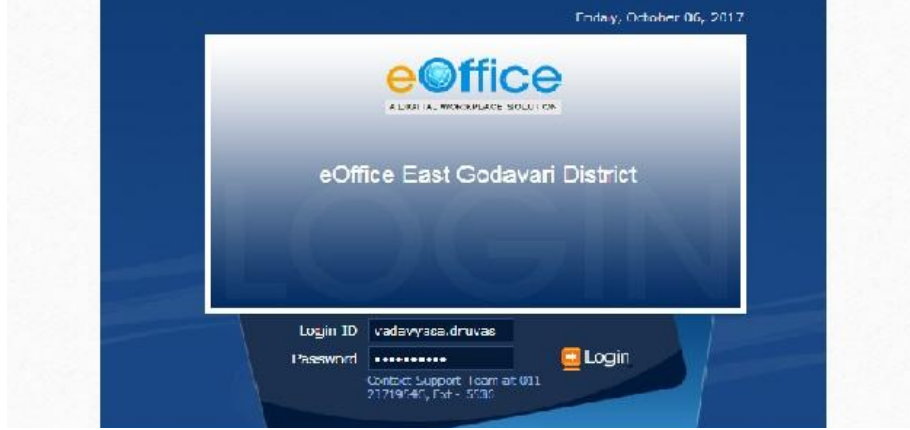 Friday, October 06, 2017
eOffice
A DIGITAL WORKPLACE SOLUTION
eOffice East Godavari District
LOGIN
Login ID vadavyasa.druvas
Password ••••••••••
Login
Contact Support Team at 011
Ext -